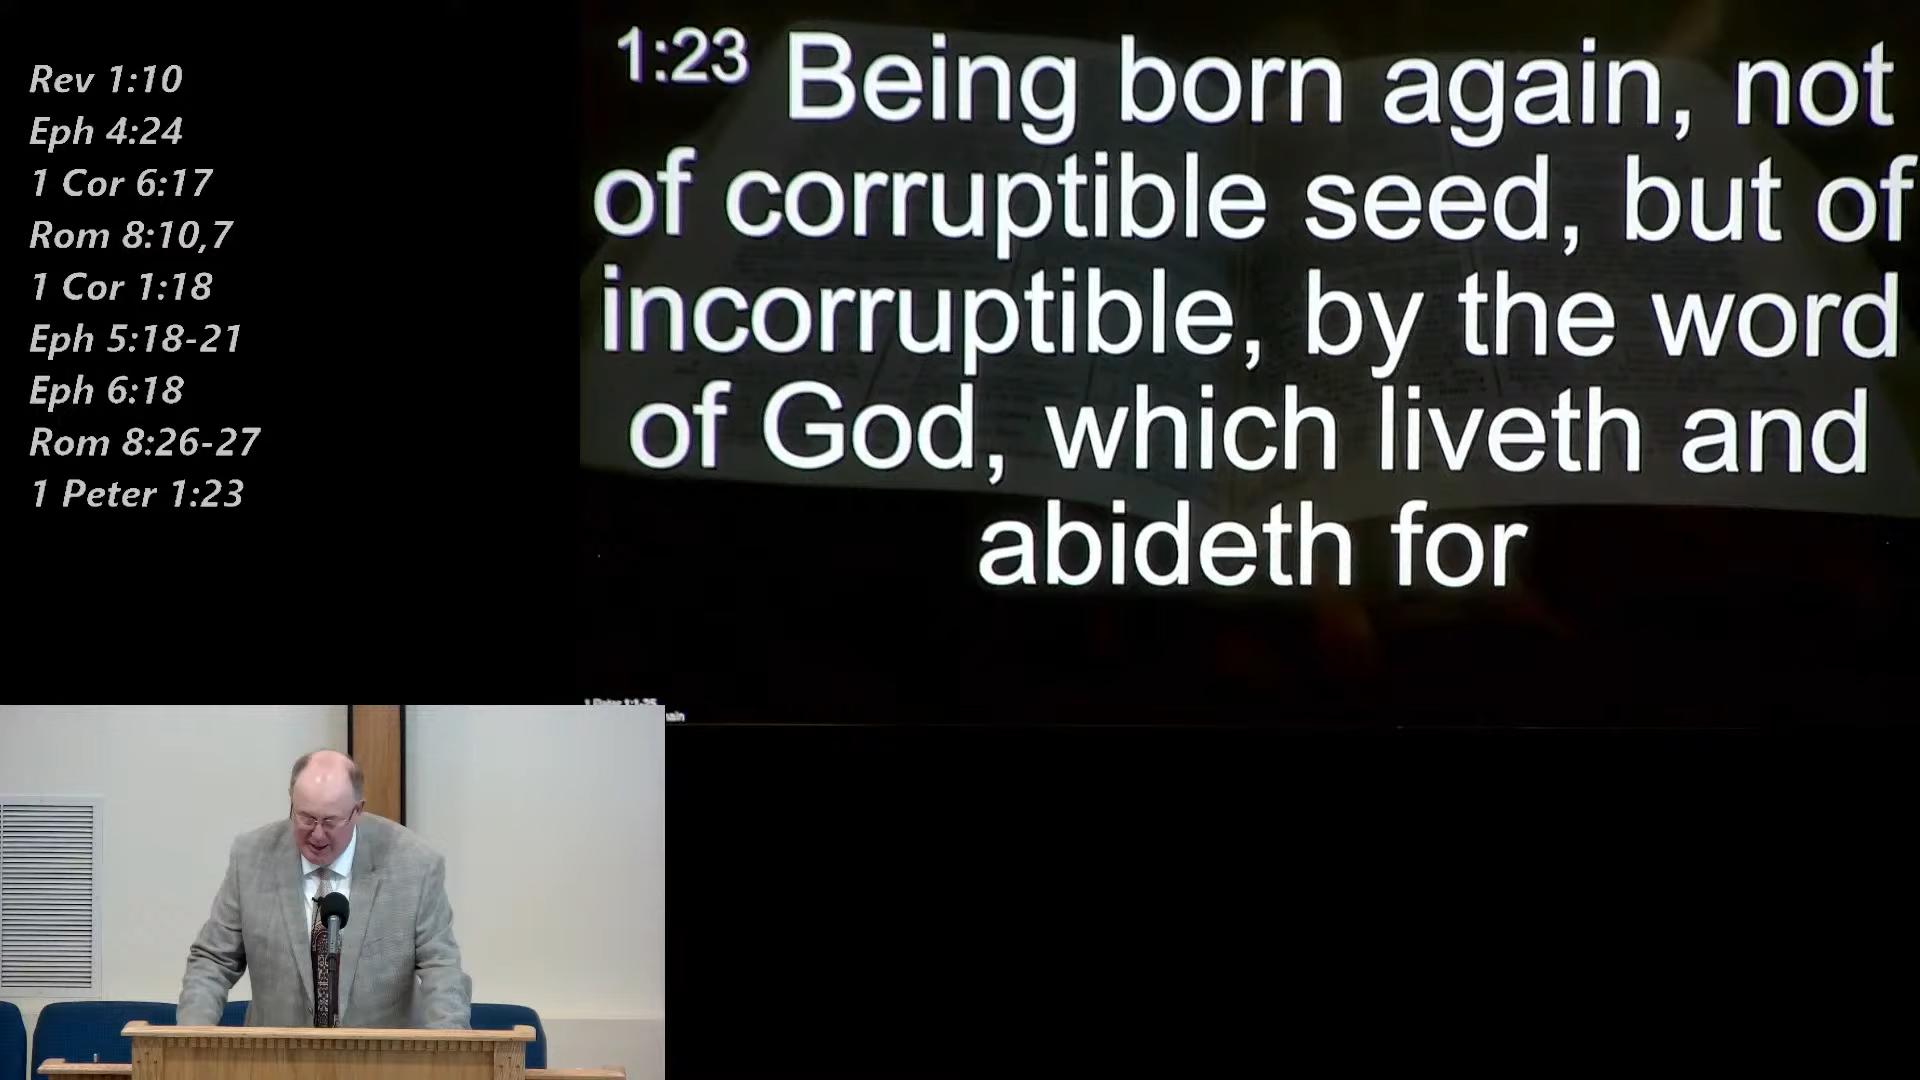 Rev 1:10
Eph 4:24
1 Cor 6:17
Rom 8:10,7
1 Cor 1:18
Eph 5:18-21
Eph 6:18
Rom 8:26-27
1 Peter 1:23
1:23 Being born again, not
of corruptible seed, but of
incorruptible, by the word
of God, which liveth and
abideth for